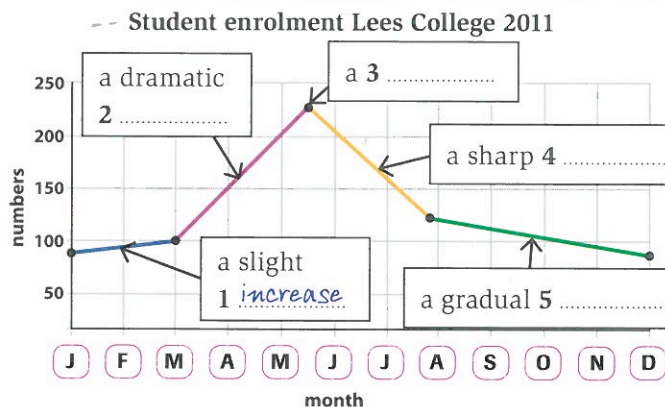 Student enrolment Lees College 2011
250
200
150
100
50
numbers
a dramatic
2 ....................
a 3 ....................
a sharp 4 ....................
a slight
1 increase
a gradual 5 ....................
J F M A M J J A S O N D
month